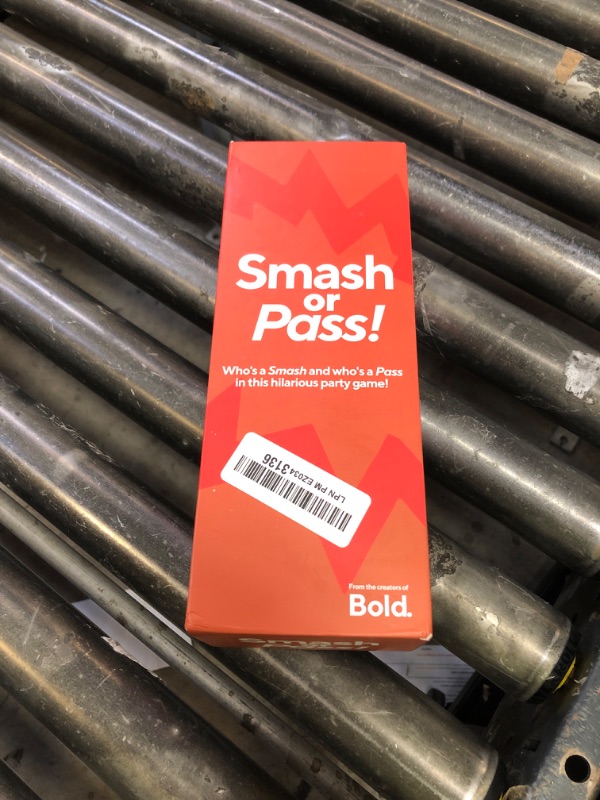 Smash
or
Pass!
Who's a Smash and who's a Pass
in this hilarious party game!
LPN PM EZ0343136
From the creators of
Bold.
Smash